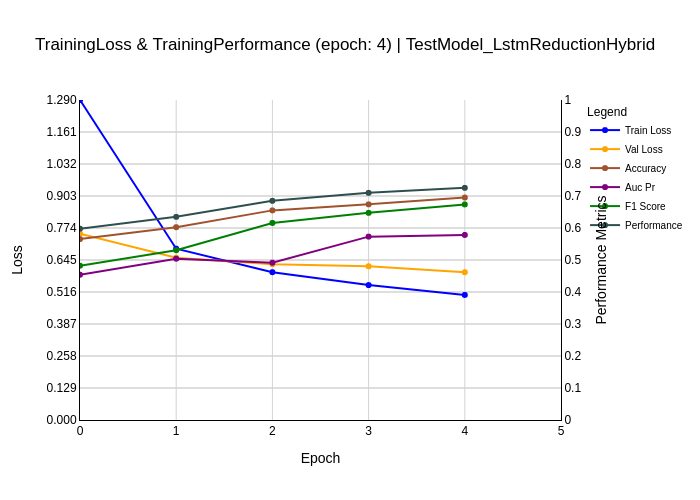 TrainingLoss & TrainingPerformance (epoch: 4) | TestModel_LstmReductionHybrid
1.290
1.161
1.032
0.903
0.774
0.645
0.516
0.387
0.258
0.129
0.000
Loss
0
1
2
3
4
5
Epoch
1
0.9
0.8
0.7
0.6
0.5
0.4
0.3
0.2
0.1
0
Performance Metrics
Legend
Train Loss
Val Loss
Accuracy
Auc Pr
F1 Score
Performance